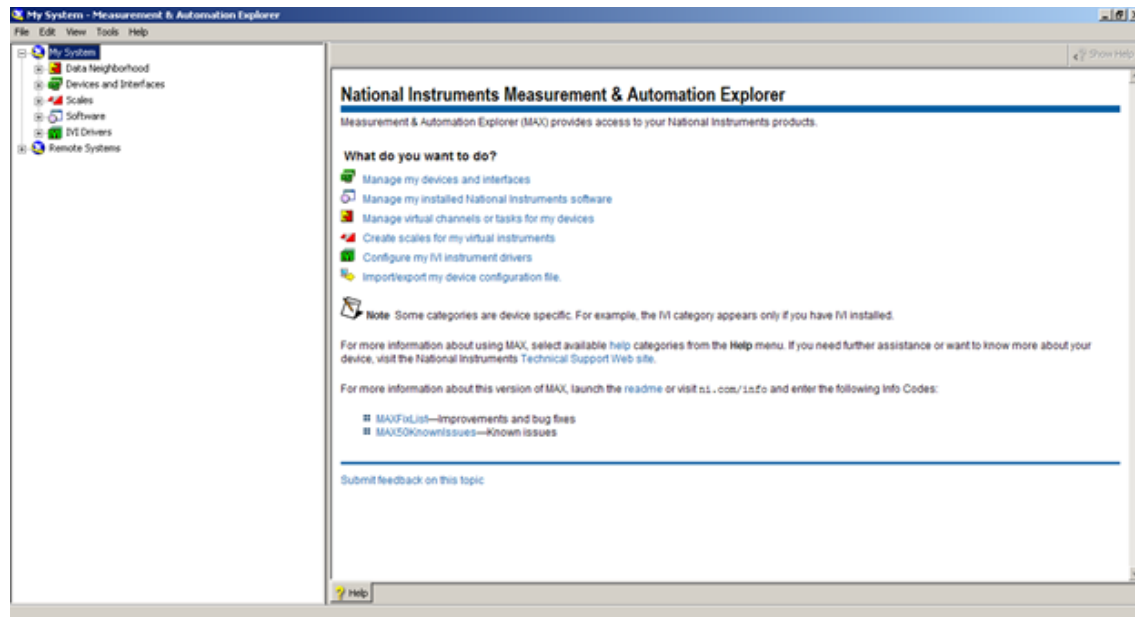 My System - Measurement & Automation Explorer
File Edit View Tools Help
My System
Data Neighborhood
Devices and Interfaces
Scales
Software
IVI Drivers
Remote Systems
Show Help
National Instruments Measurement & Automation Explorer
Measurement & Automation Explorer (MAX) provides access to your National Instruments products.
What do you want to do?
Manage my devices and interfaces
Manage my installed National Instruments software
Manage virtual channels or tasks for my devices
Create scales for my virtual instruments
Configure my IVI instrument drivers
Import/export my device configuration file.
Note Some categories are device specific. For example, the IVI category appears only if you have IVI installed.
For more information about using MAX, select available help categories from the Help menu. If you need further assistance or want to know more about your
device, visit the National Instruments Technical Support Web site.
For more information about this version of MAX, launch the readme or visit ni.com/info and enter the following Info Codes:
MAXFixList—Improvements and bug fixes
MAX50KnownIssues—Known issues
Submit feedback on this topic
Help